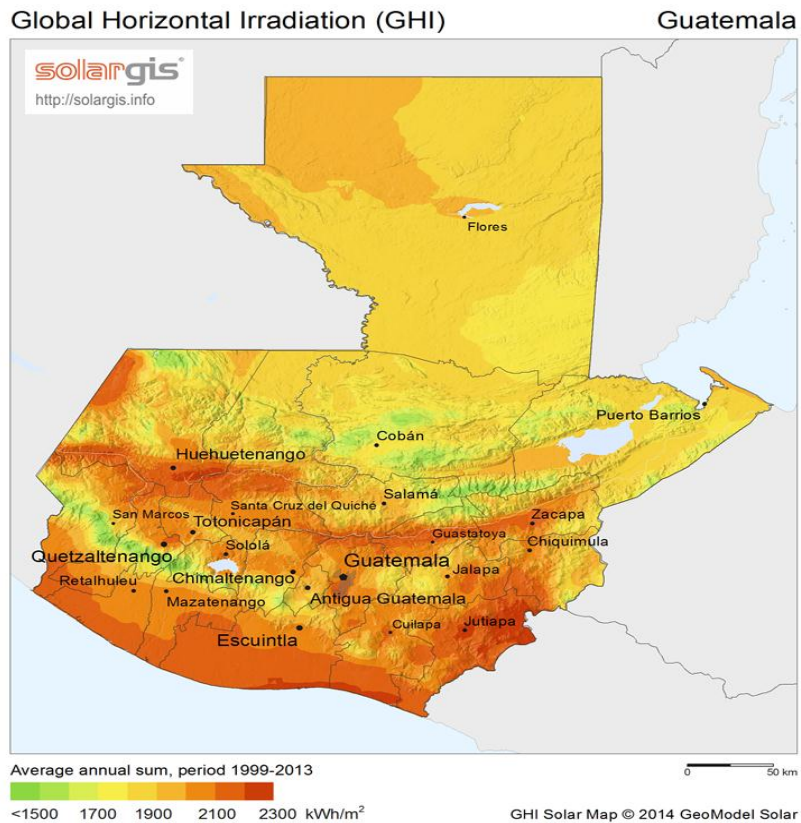 Global Horizontal Irradiation (GHI) Guatemala
solargis
http://solargis.info
Flores
Puerto Barrios
Cobán
Huehuetenango
Salamá
Santa Cruz del Quiché
San Marcos
Zacapa
Totonicapán
Guastatoya
Chiquimula
Sololá
Quetzaltenango
Guatemala
Jalapa
Retalhuleu
Chimaltenango
Mazatenango
Antigua Guatemala
Cuilapa
Jutiapa
Escuintla
Average annual sum, period 1999-2013
0 50 km
<1500 1700 1900 2100 2300 kWh/m²
GHI Solar Map © 2014 GeoModel Solar